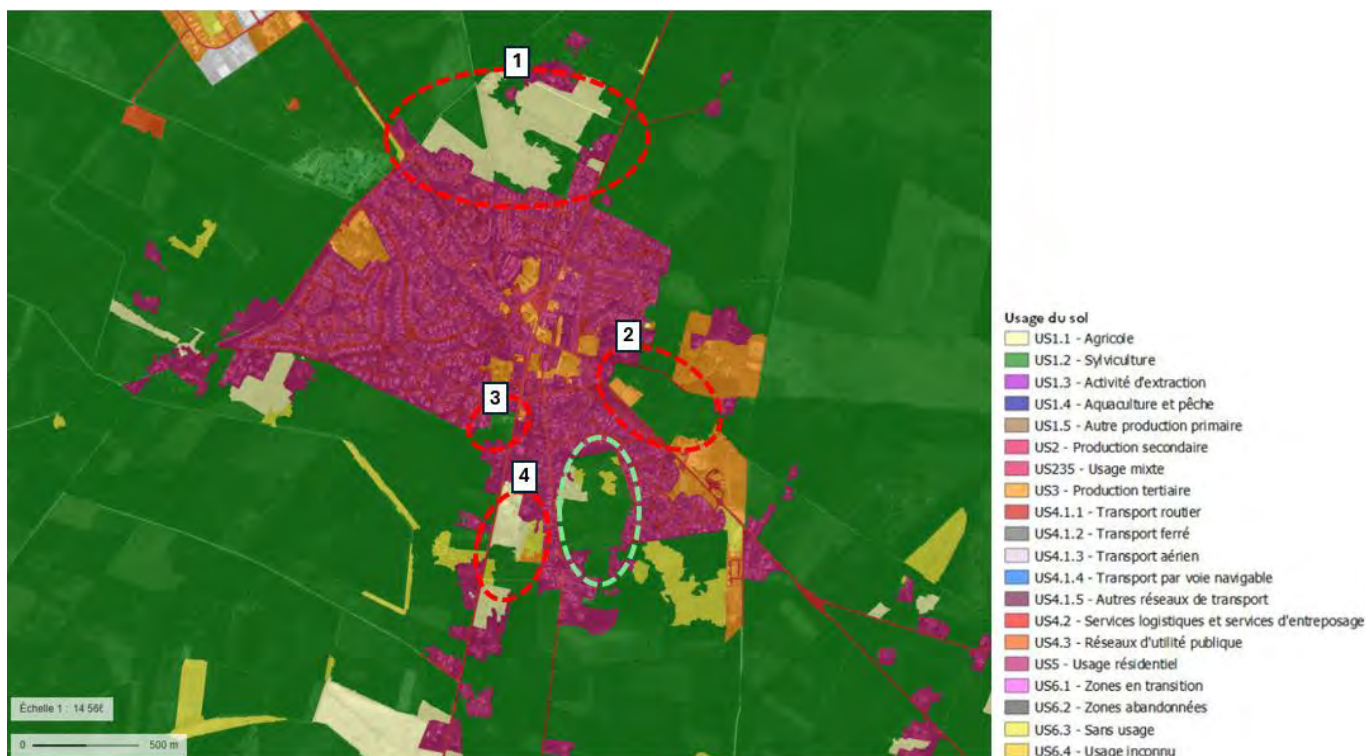 1
2
3
4
Échelle 1 : 14 566
0 500 m
Usage du sol
US1.1 - Agricole
US1.2 - Sylviculture
US1.3 - Activité d'extraction
US1.4 - Aquaculture et pêche
US1.5 - Autre production primaire
US2 - Production secondaire
US235 - Usage mixte
US3 - Production tertiaire
US4.1.1 - Transport routier
US4.1.2 - Transport ferré
US4.1.3 - Transport aérien
US4.1.4 - Transport par voie navigable
US4.1.5 - Autres réseaux de transport
US4.2 - Services logistiques et services d'entreposage
US4.3 - Réseaux d'utilité publique
US5 - Usage résidentiel
US6.1 - Zones en transition
US6.2 - Zones abandonnées
US6.3 - Sans usage
US6.4 - Usage inconnu